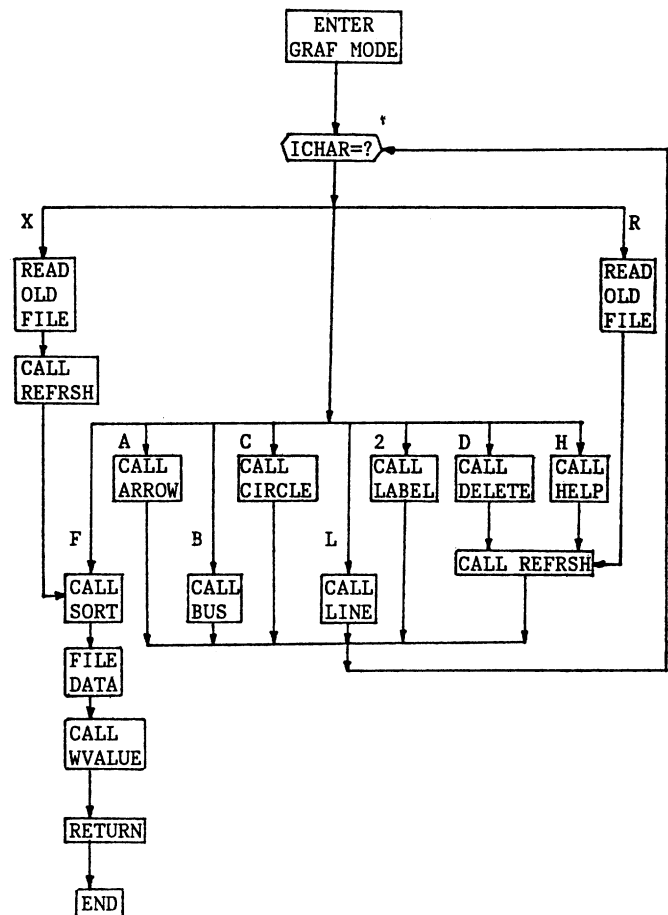 ENTER
GRAF MODE
ICHAR=?
X
R
READ
OLD
FILE
READ
OLD
FILE
CALL
REFRSH
A
C
2
D
H
CALL
ARROW
CALL
CIRCLE
CALL
LABEL
CALL
DELETE
CALL
HELP
F
B
L
CALL REFRSH
CALL
SORT
CALL
BUS
CALL
LINE
FILE
DATA
CALL
WVALUE
RETURN
END